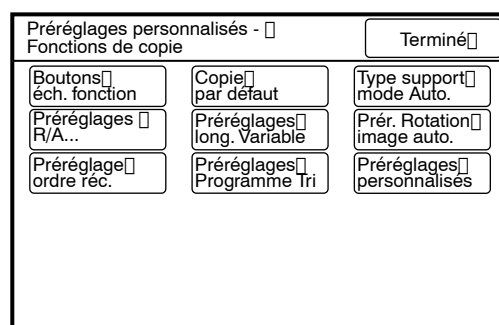 Préréglages personnalisés -
Fonctions de copie
Terminé
Boutons
éch. fonction
Copie
par défaut
Type support
mode Auto.
Préréglages
R/A...
Préréglages
long. Variable
Prér. Rotation
image auto.
Préréglage
ordre réc.
Préréglages
Programme Tri
Préréglages
personnalisés